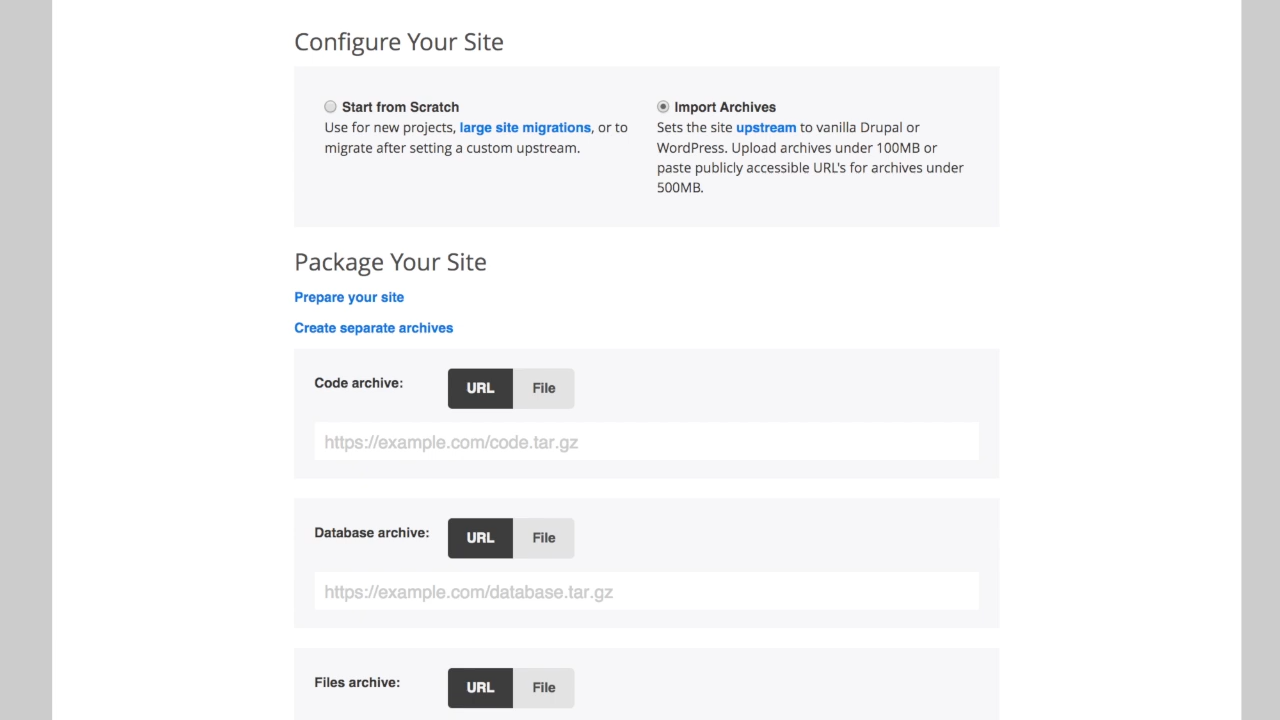 Configure Your Site
Start from Scratch
Use for new projects, large site migrations, or to
migrate after setting a custom upstream.
Import Archives
Sets the site upstream to vanilla Drupal or
WordPress. Upload archives under 100MB or
paste publicly accessible URL's for archives under
500MB.
Package Your Site
Prepare your site
Create separate archives
Code archive: URL File
https://example.com/code.tar.gz
Database archive: URL File
https://example.com/database.tar.gz
Files archive: URL File